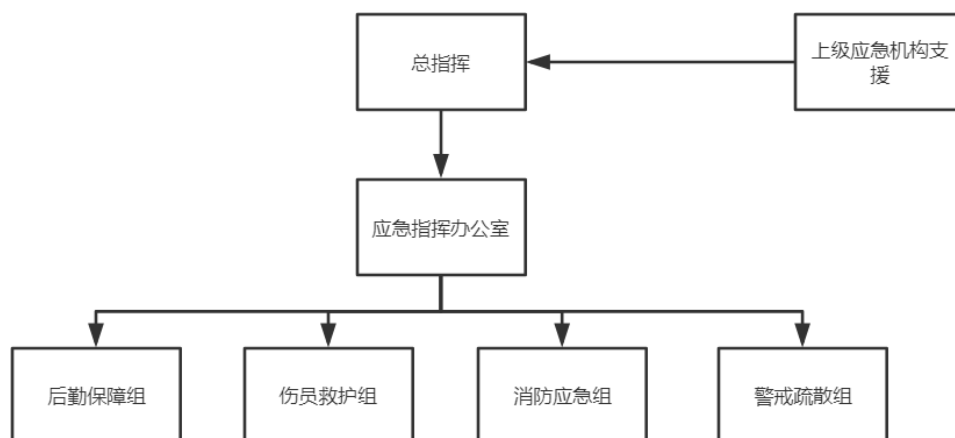 总指挥
上级应急机构支
援
应急指挥办公室
后勤保障组
伤员救护组
消防应急组
警戒疏散组